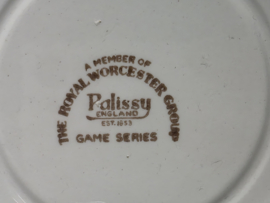 A MEMBER OF
THE ROYAL WORCESTER GROUP
Palissy
ENGLAND
EST. 1853
GAME SERIES